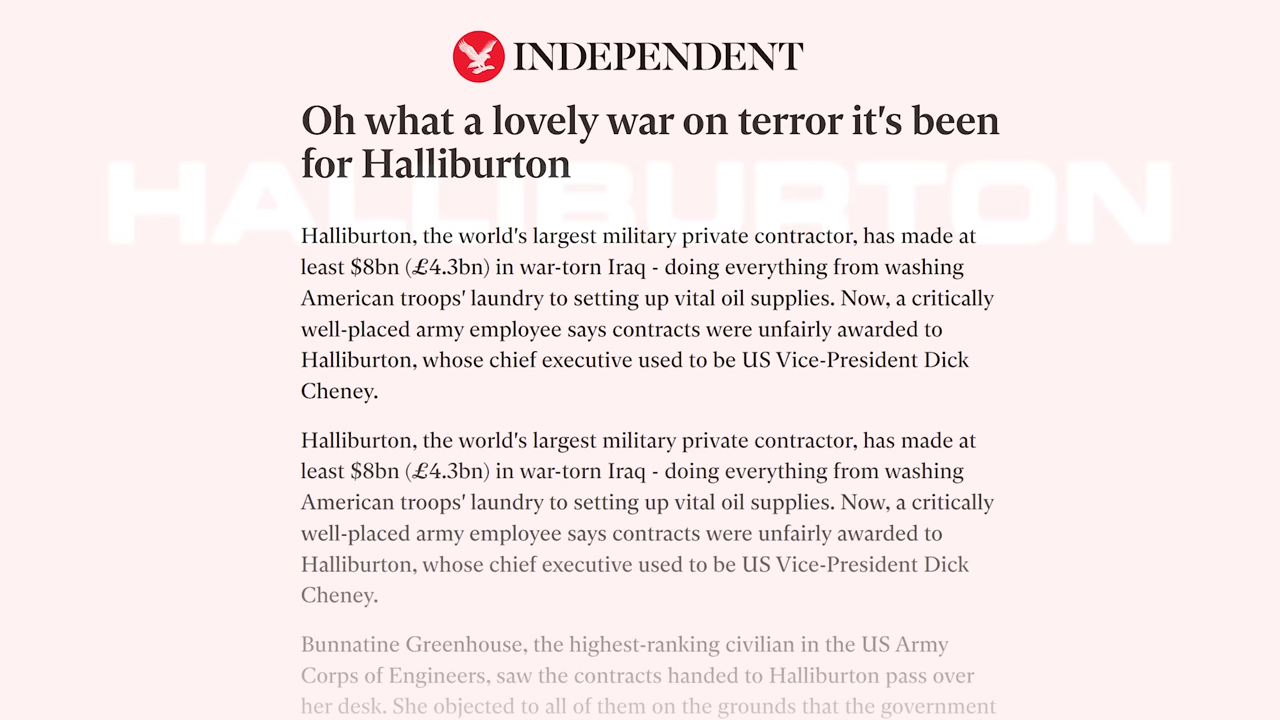 INDEPENDENT
Oh what a lovely war on terror it's been
for Halliburton
HALLIBURTON
Halliburton, the world's largest military private contractor, has made at
least $8bn (£4.3bn) in war-torn Iraq - doing everything from washing
American troops' laundry to setting up vital oil supplies. Now, a critically
well-placed army employee says contracts were unfairly awarded to
Halliburton, whose chief executive used to be US Vice-President Dick
Cheney.
Halliburton, the world's largest military private contractor, has made at
least $8bn (£4.3bn) in war-torn Iraq - doing everything from washing
American troops' laundry to setting up vital oil supplies. Now, a critically
well-placed army employee says contracts were unfairly awarded to
Halliburton, whose chief executive used to be US Vice-President Dick
Cheney.
Bunnatine Greenhouse, the highest-ranking civilian in the US Army
Corps of Engineers, saw the contracts handed to Halliburton pass over
her desk. She objected to all of them on the grounds that the government